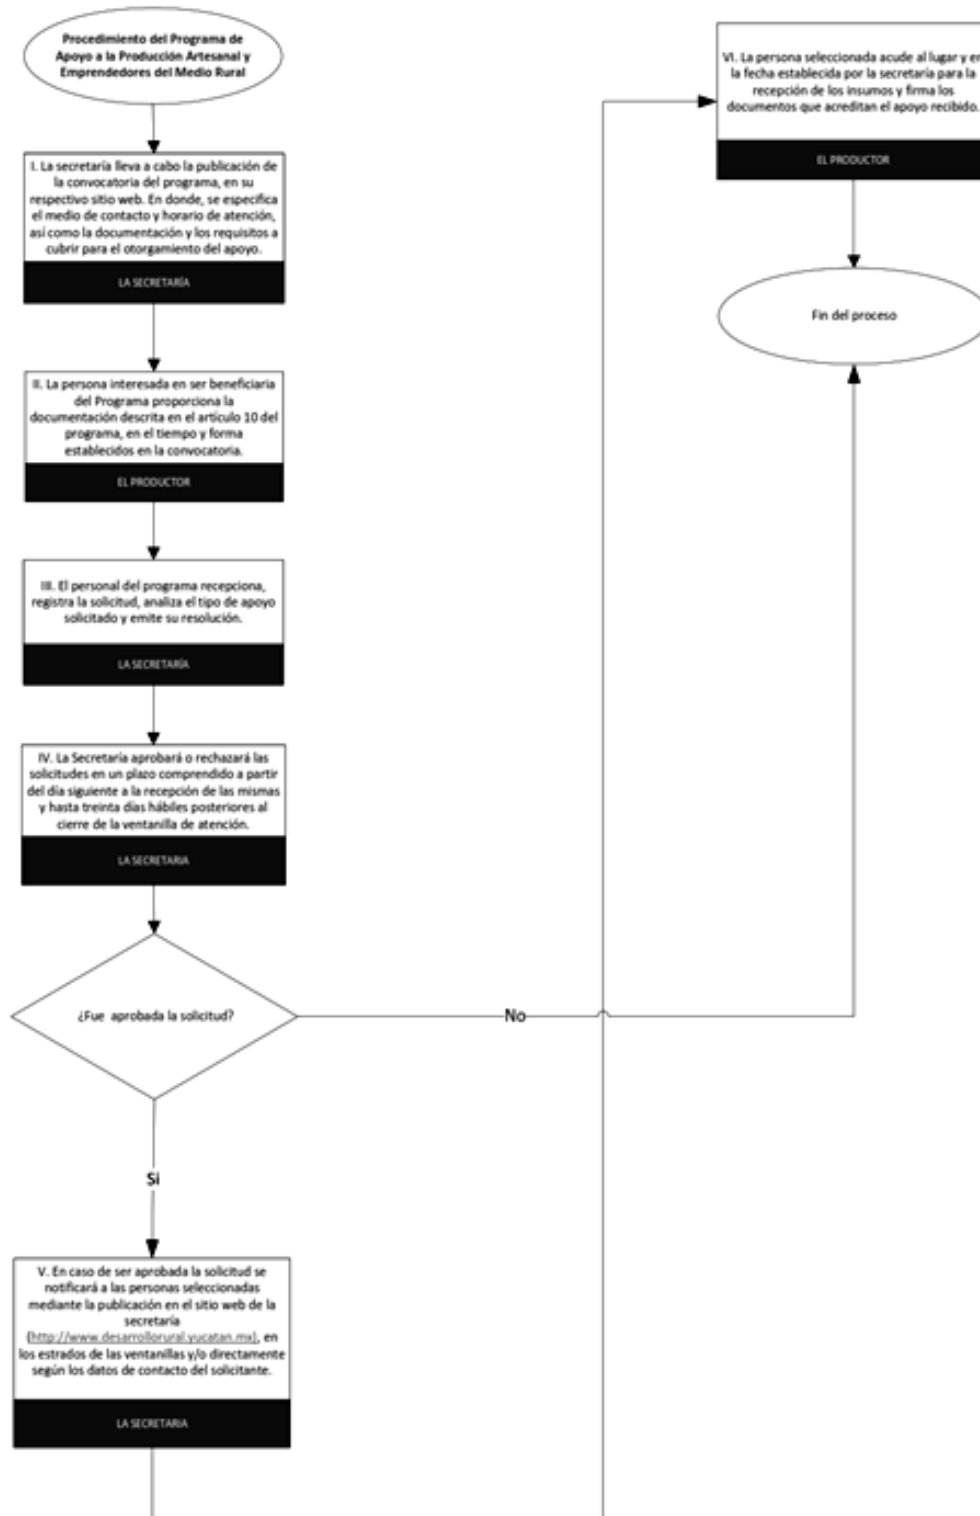 Procedimiento del Programa de
Apoyo a la Producción Artesanal y
Emprendedores del Medio Rural
I. La secretaría lleva a cabo la publicación de
la convocatoria del programa, en su
respectivo sitio web. En donde, se especifica
el medio de contacto y horario de atención,
así como la documentación y los requisitos a
cubrir para el otorgamiento del apoyo.
LA SECRETARÍA
II. La persona interesada en ser beneficiaria
del Programa proporciona la
documentación descrita en el artículo 10 del
programa, en el tiempo y forma
establecidos en la convocatoria.
EL PRODUCTOR
III. El personal del programa recepciona,
registra la solicitud, analiza el tipo de apoyo
solicitado y emite su resolución.
LA SECRETARÍA
IV. La Secretaría aprobará o rechazará las
solicitudes en un plazo comprendido a partir
del día siguiente a la recepción de las mismas
y hasta treinta días hábiles posteriores al
cierre de la ventanilla de atención.
LA SECRETARIA
¿Fue aprobada la solicitud?
No
Si
V. En caso de ser aprobada la solicitud se
notificará a las personas seleccionadas
mediante la publicación en el sitio web de la
secretaría
(http://www.desarrollorural.yucatan.mx), en
los estrados de las ventanillas y/o directamente
según los datos de contacto del solicitante.
LA SECRETARIA
VI. La persona seleccionada acude al lugar y en
la fecha establecida por la secretaría para la
recepción de los insumos y firma los
documentos que acreditan el apoyo recibido.
EL PRODUCTOR
Fin del proceso